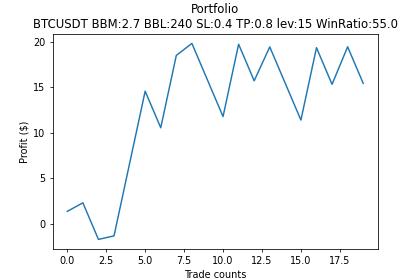 Portfolio
BTCUSDT BBM:2.7 BBL:240 SL:0.4 TP:0.8 lev:15 WinRatio:55.0
20
15
10
5
0
Profit ($)
0.0 2.5 5.0 7.5 10.0 12.5 15.0 17.5
Trade counts